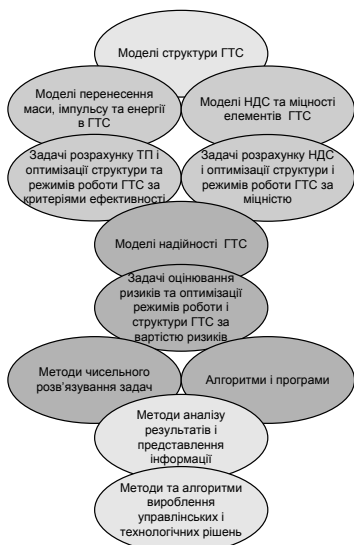 Моделі структури ГТС
Моделі перенесення
маси, імпульсу та енергії
в ГТС
Моделі НДС та міцності
елементів ГТС
Задачі розрахунку ТП і
оптимізації структури та
режимів роботи ГТС за
критеріями ефективності
Задачі розрахунку НДС
і оптимізації структури і
режимів роботи ГТС за
міцністю
Моделі надійності ГТС
Задачі оцінювання
ризиків та оптимізації
режимів роботи і
структури ГТС за
вартістю ризиків
Методи чисельного
розв'язування задач
Алгоритми і програми
Методи аналізу
результатів і
представлення
інформації
Методи та алгоритми
вироблення
управлінських і
технологічних рішень